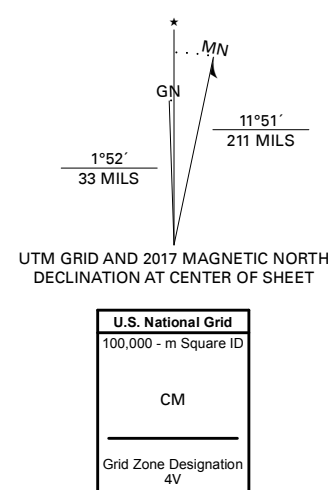 ★
MN
GN
11°51´
211 MILS
1°52´
33 MILS
UTM GRID AND 2017 MAGNETIC NORTH
DECLINATION AT CENTER OF SHEET
U.S. National Grid
100,000 - m Square ID
CM
Grid Zone Designation
4V